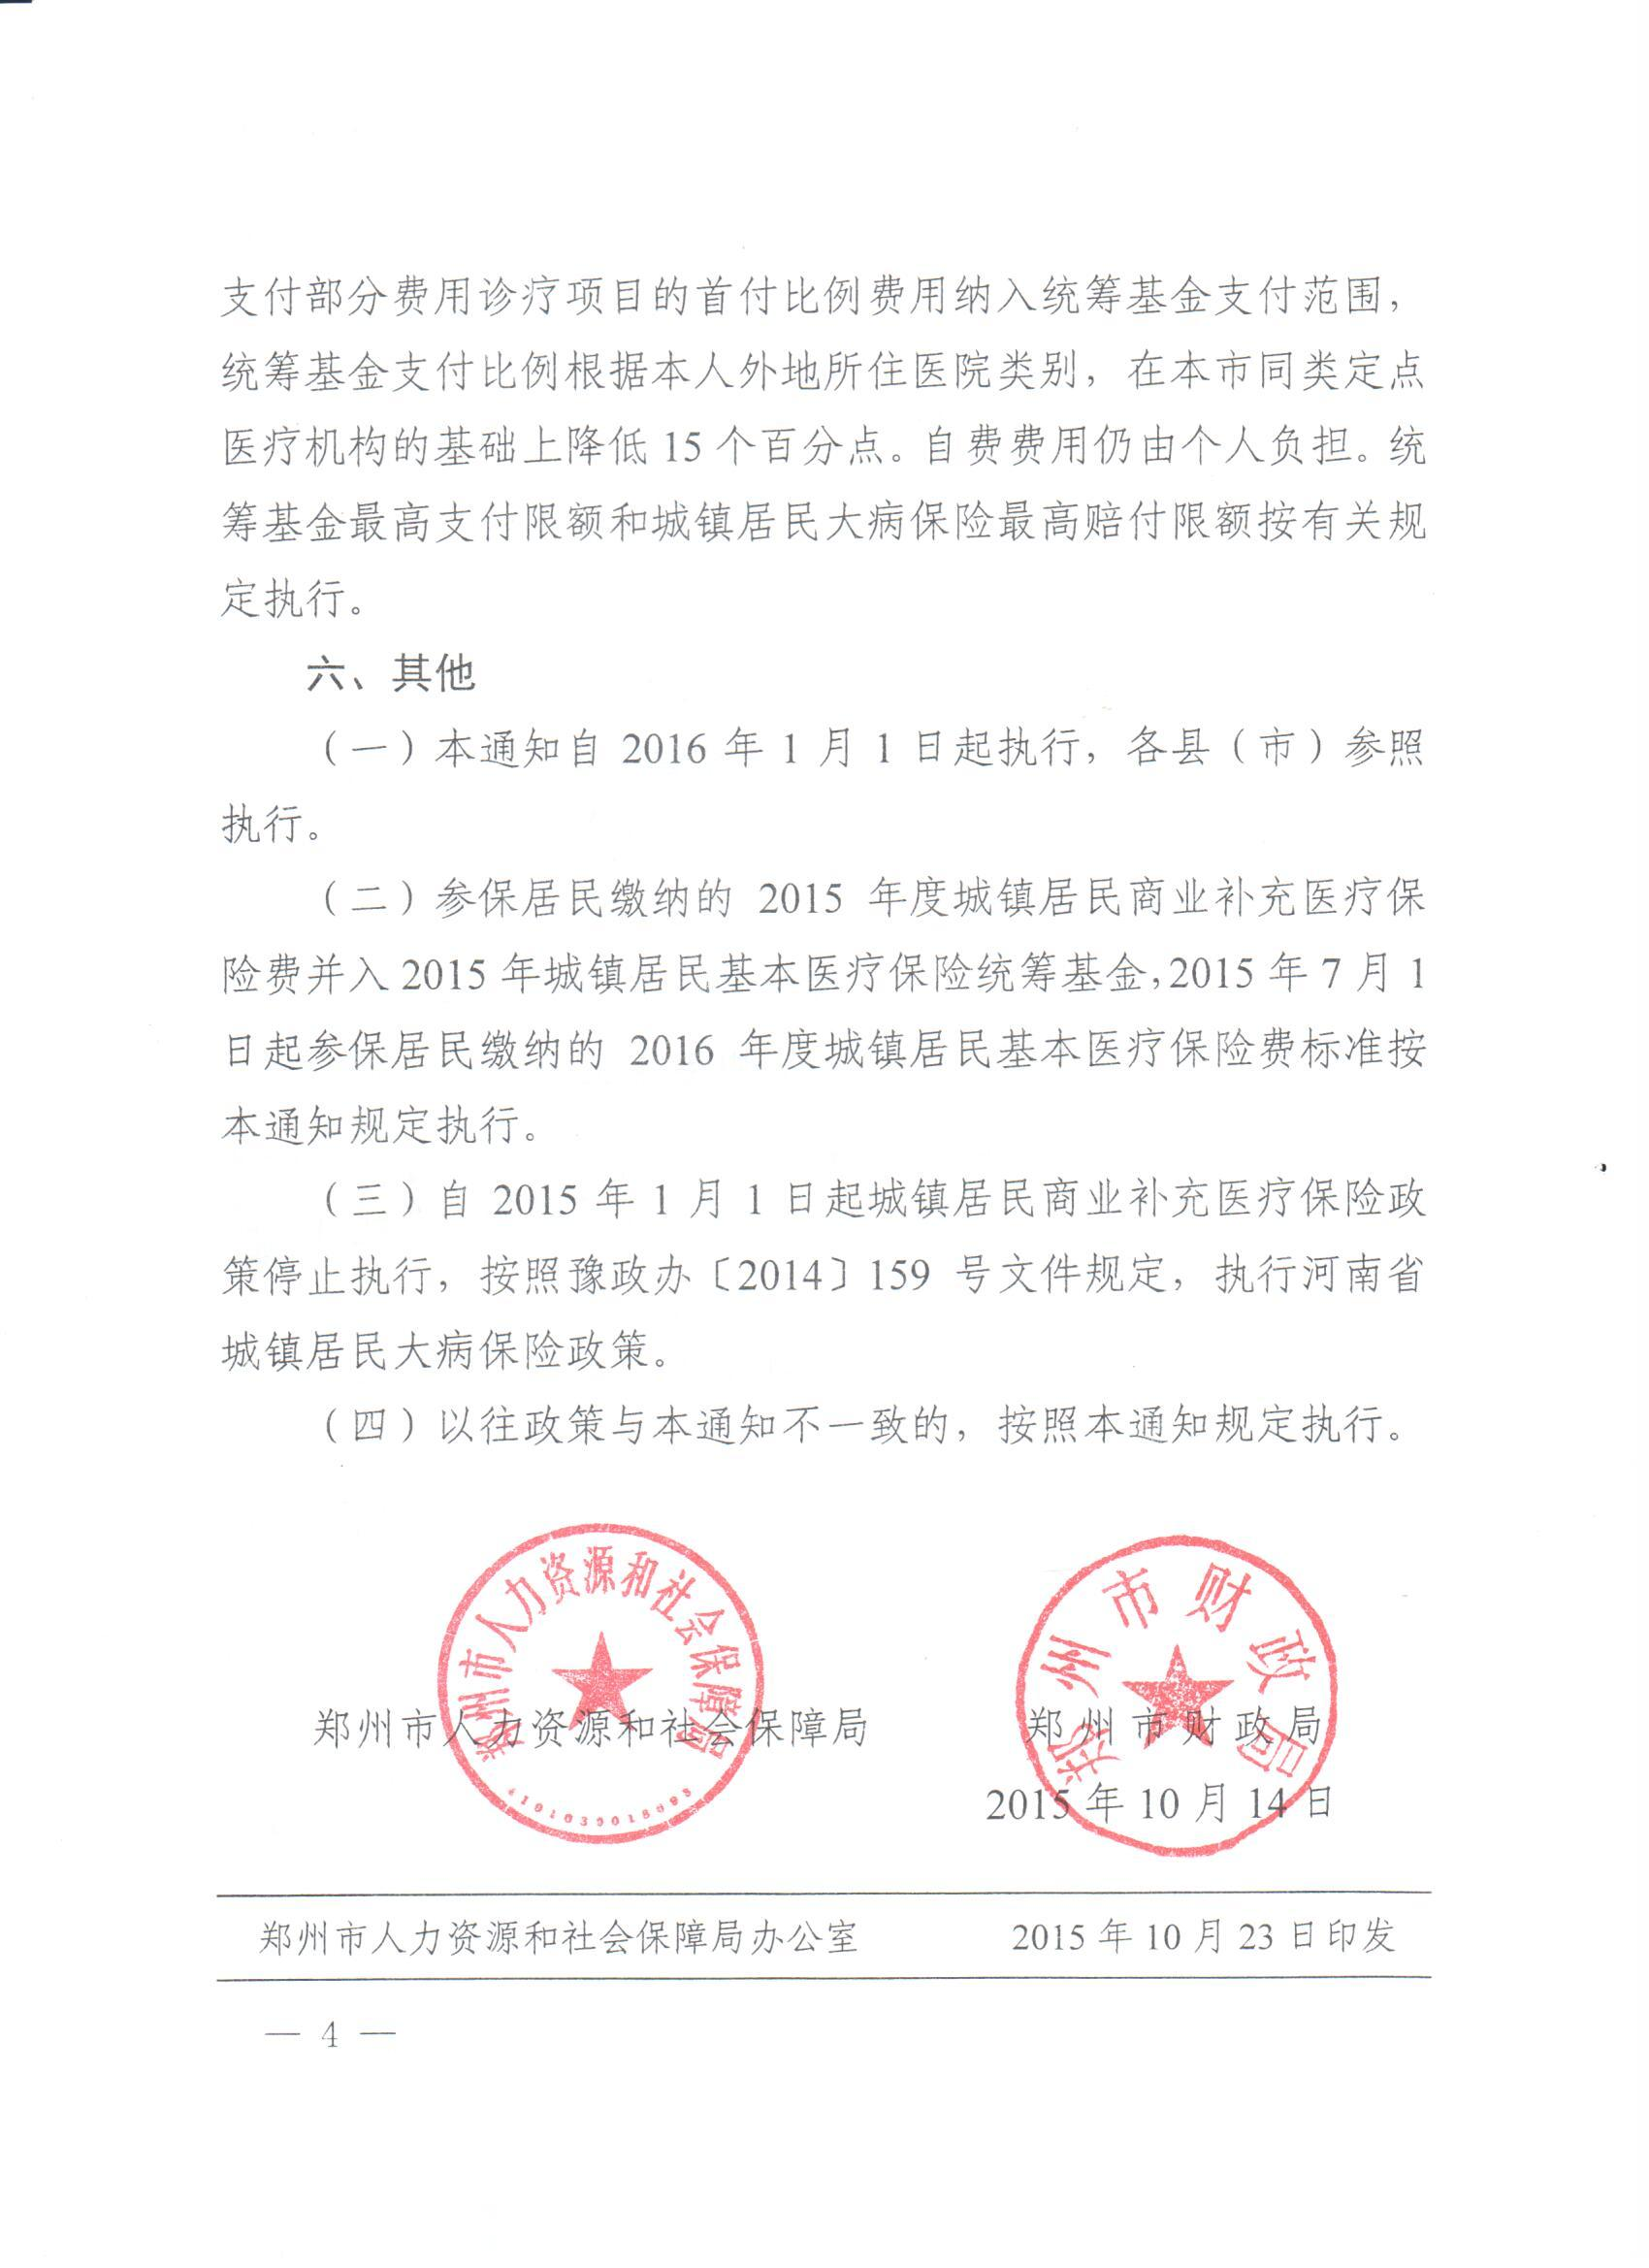 支付部分费用诊疗项目的首付比例费用纳入统筹基金支付范围，
统筹基金支付比例根据本人外地所住医院类别，在本市同类定点
医疗机构的基础上降低15个百分点。自费费用仍由个人负担。统
筹基金最高支付限额和城镇居民大病保险最高赔付限额按有关规
定执行。
六、其他
（一）本通知自 2016 年 1 月 1 日起执行，各县（市）参照
执行。
（二）参保居民缴纳的 2015 年度城镇居民商业补充医疗保
险费并入2015年城镇居民基本医疗保险统筹基金，2015年7月1
日起参保居民缴纳的 2016 年度城镇居民基本医疗保险费标准按
本通知规定执行。
（三）自 2015 年 1 月 1 日起城镇居民商业补充医疗保险政
策停止执行，按照豫政办〔2014〕159 号文件规定，执行河南省
城镇居民大病保险政策。
（四）以往政策与本通知不一致的，按照本通知规定执行。
郑州市人力资源和社会保障局
郑州市财政局
郑州市人力资源和社会保障局 郑州市财政局
2015年10月14日
郑州市人力资源和社会保障局办公室 2015年10月23日印发
— 4 —